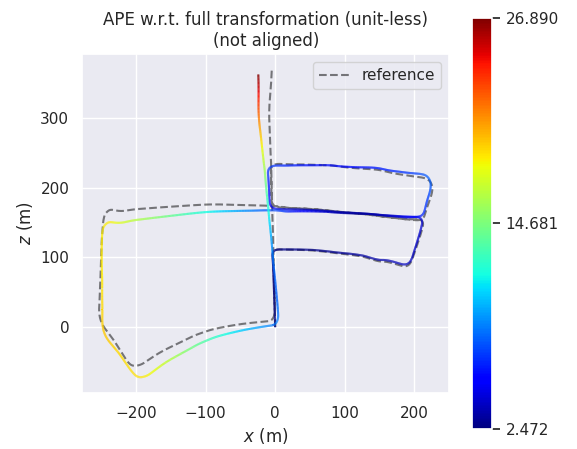 APE w.r.t. full transformation (unit-less)
(not aligned)
reference
300
200
100
0
z (m)
−200
−100
0
100
200
x (m)
26.890
14.681
2.472